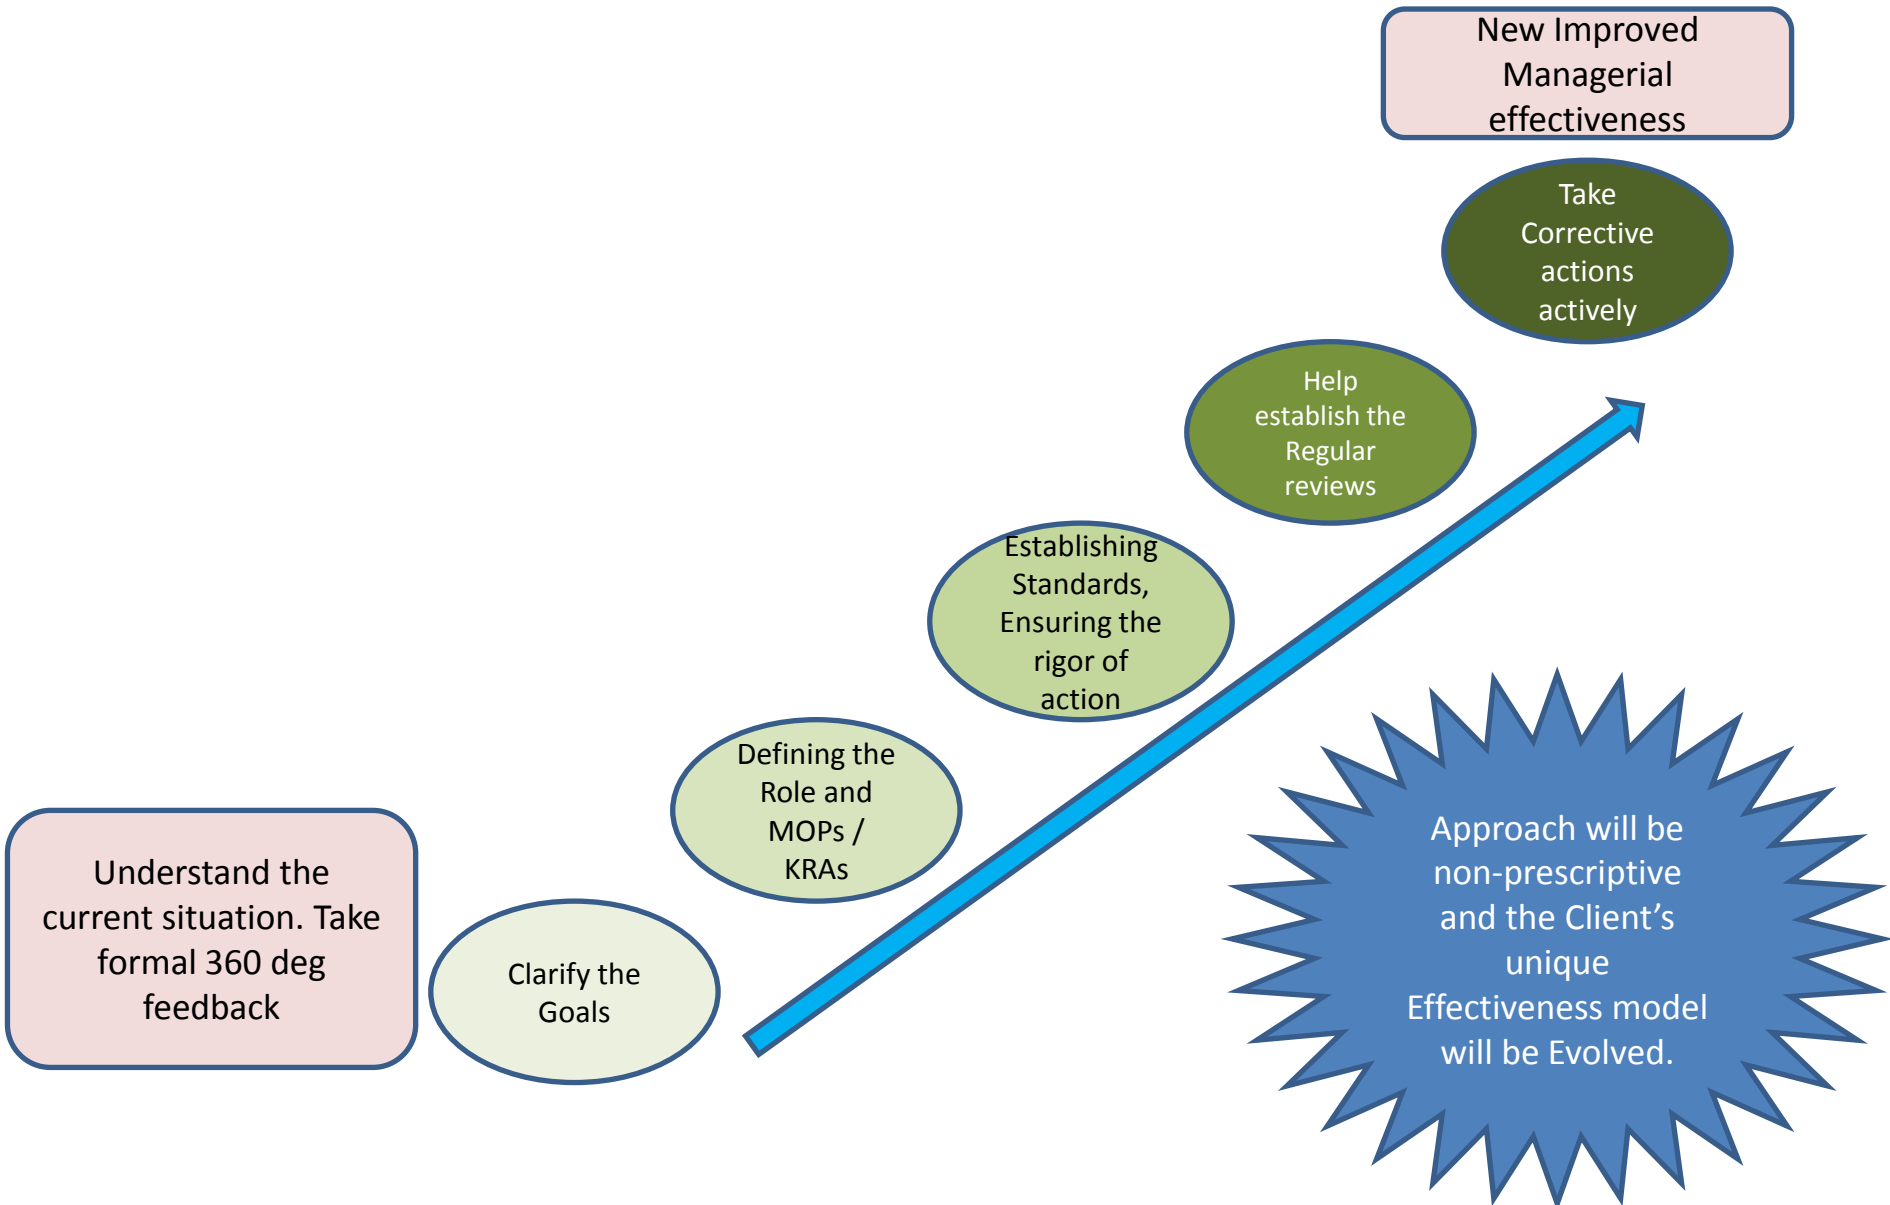 New Improved
Managerial
effectiveness
Take
Corrective
actions
actively
Help
establish the
Regular
reviews
Establishing
Standards,
Ensuring the
rigor of
action
Defining the
Role and
MOPs /
KRAs
Understand the
current situation. Take
formal 360 deg
feedback
Clarify the
Goals
Approach will be
non-prescriptive
and the Client’s
unique
Effectiveness model
will be Evolved.